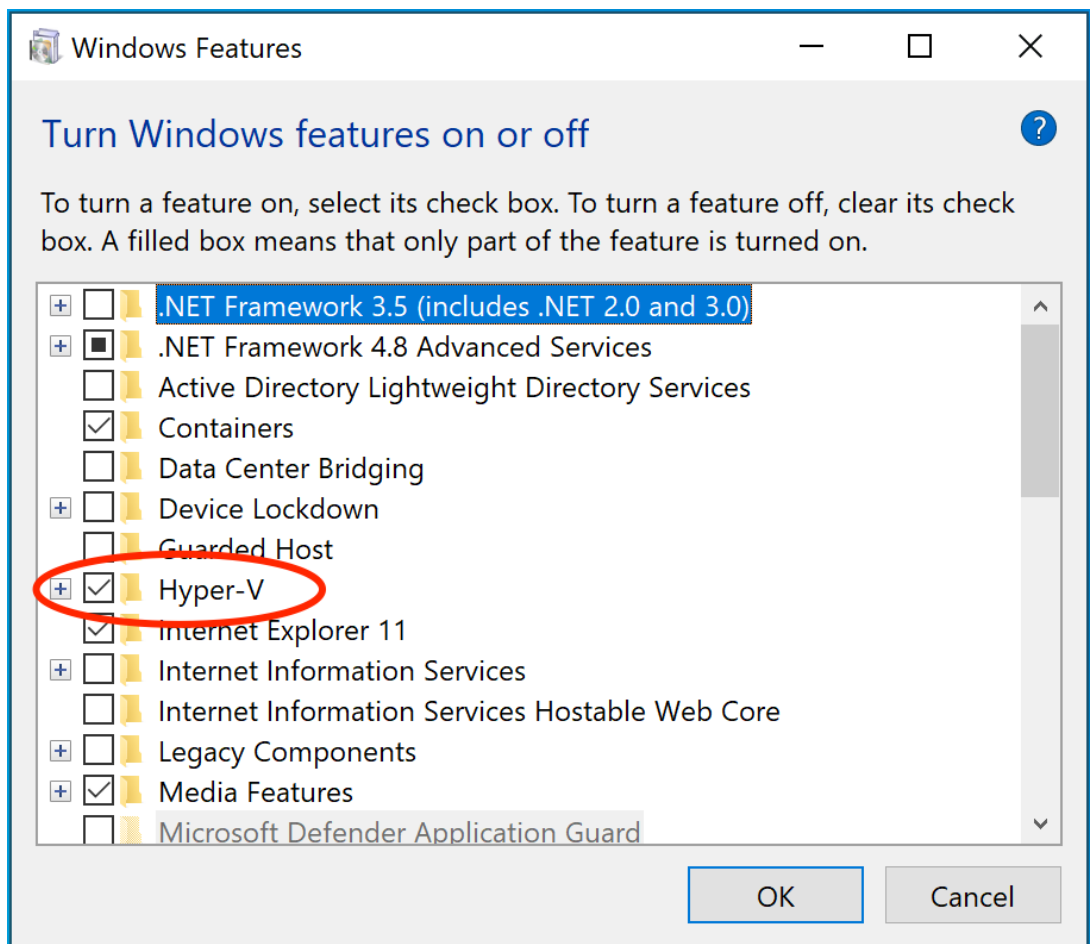 Windows Features
Turn Windows features on or off
?
To turn a feature on, select its check box. To turn a feature off, clear its check
box. A filled box means that only part of the feature is turned on.
.NET Framework 3.5 (includes .NET 2.0 and 3.0)
.NET Framework 4.8 Advanced Services
Active Directory Lightweight Directory Services
Containers
Data Center Bridging
Device Lockdown
Guarded Host
Hyper-V
Internet Explorer 11
Internet Information Services
Internet Information Services Hostable Web Core
Legacy Components
Media Features
Microsoft Defender Application Guard
OK Cancel